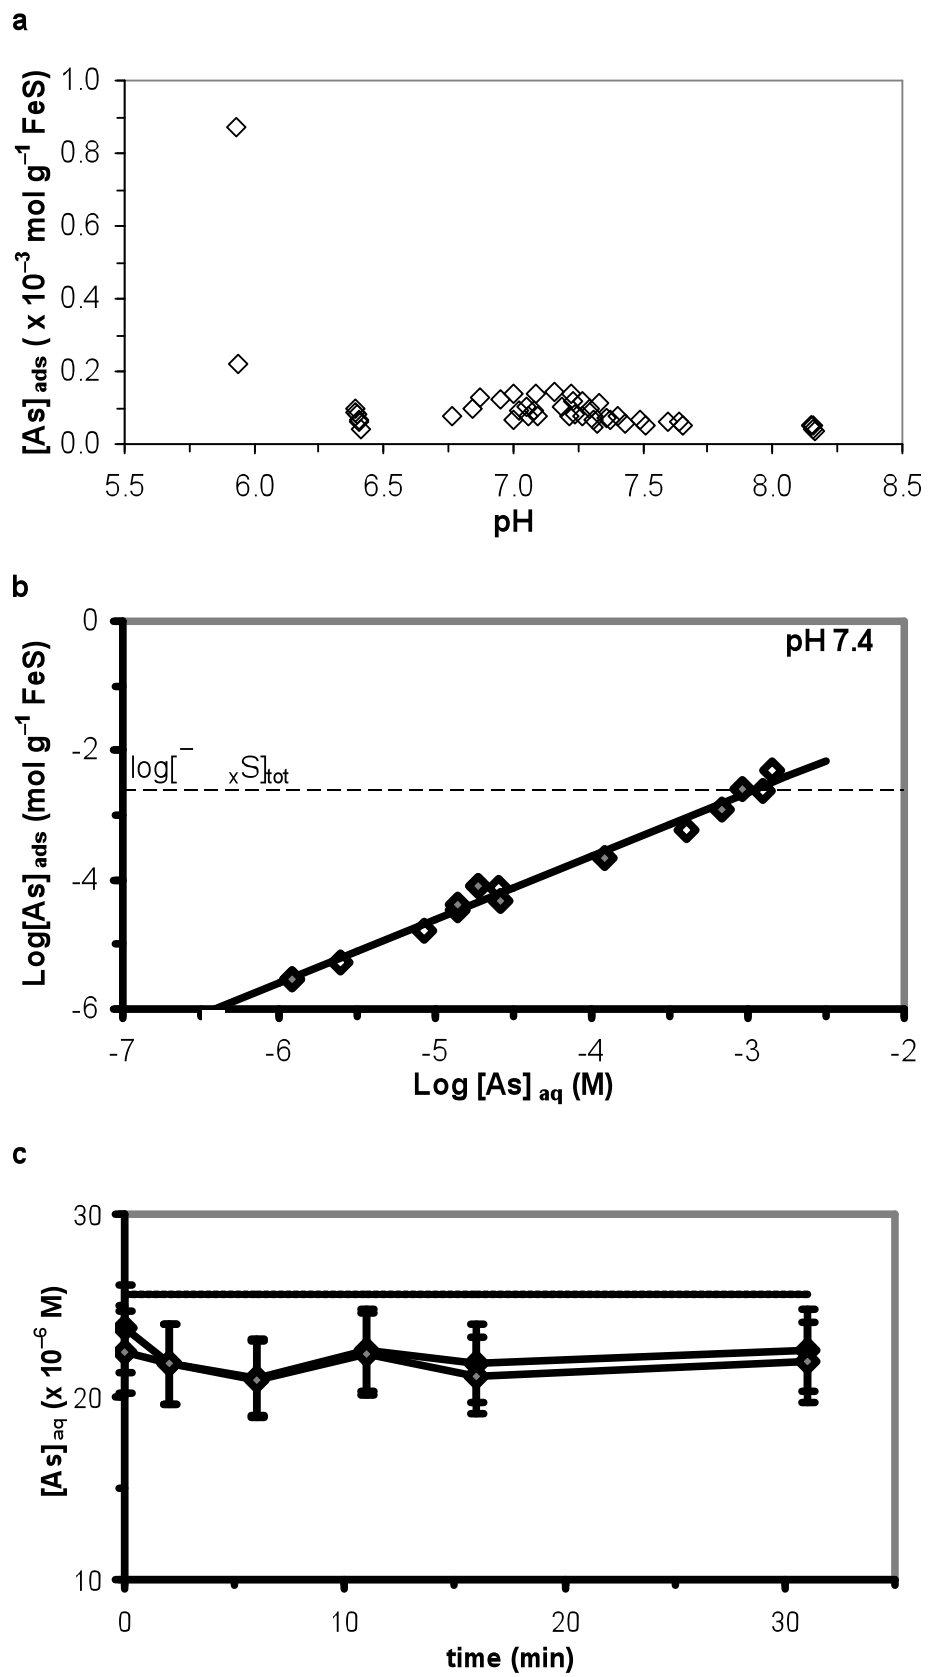 a
[As]ads ( x 10⁻³ mol g⁻¹ FeS)
1.0
0.8
0.6
0.4
0.2
0.0
5.5 6.0 6.5 7.0 7.5 8.0 8.5
pH
b
Log[As]ads (mol g⁻¹ FeS)
0
pH 7.4
-2
log[¯ xS]tot
-4
-6
-7 -6 -5 -4 -3 -2
Log [As] aq (M)
c
[As]aq (x 10⁻⁶ M)
30
20
10
0 10 20 30
time (min)